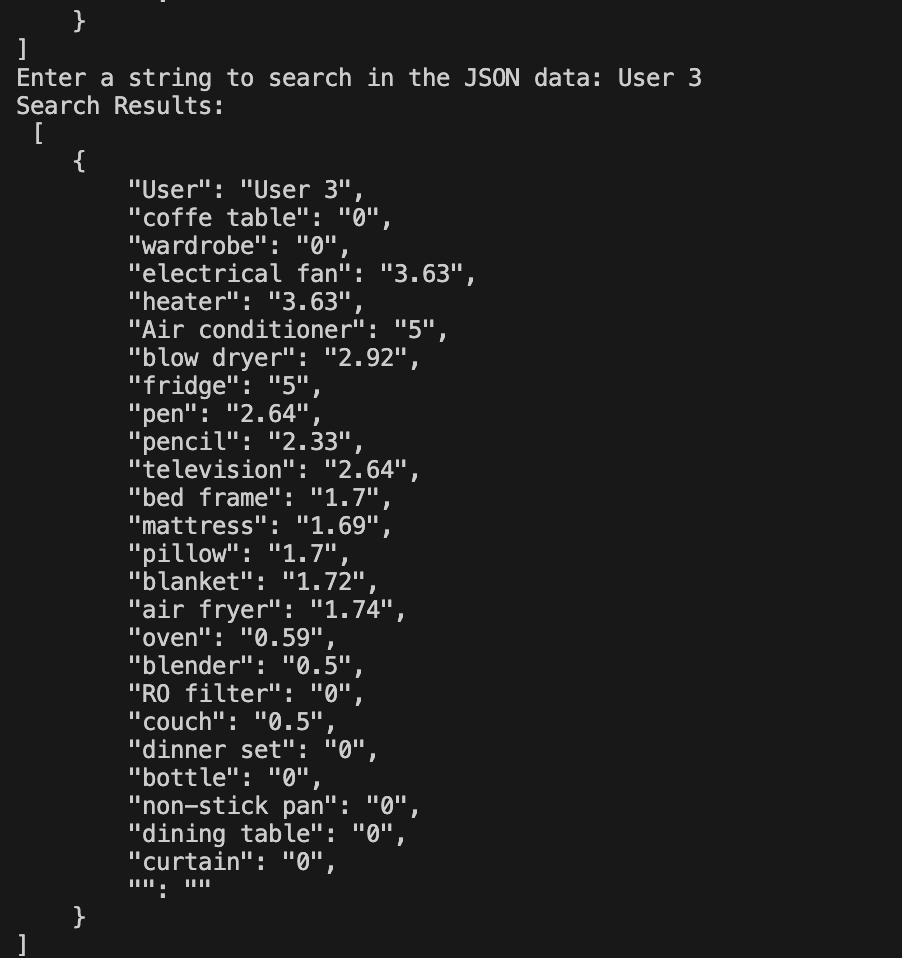 }
]
Enter a string to search in the JSON data: User 3
Search Results:
 [
    {
        "User": "User 3",
        "coffe table": "0",
        "wardrobe": "0",
        "electrical fan": "3.63",
        "heater": "3.63",
        "Air conditioner": "5",
        "blow dryer": "2.92",
        "fridge": "5",
        "pen": "2.64",
        "pencil": "2.33",
        "television": "2.64",
        "bed frame": "1.7",
        "mattress": "1.69",
        "pillow": "1.7",
        "blanket": "1.72",
        "air fryer": "1.74",
        "oven": "0.59",
        "blender": "0.5",
        "RO filter": "0",
        "couch": "0.5",
        "dinner set": "0",
        "bottle": "0",
        "non-stick pan": "0",
        "dining table": "0",
        "curtain": "0",
        "": ""
    }
]